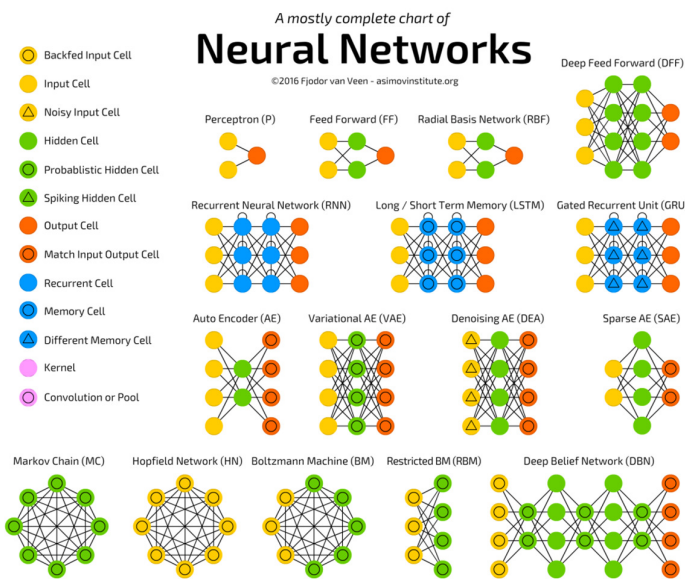 A mostly complete chart of
Neural Networks
©2016 Fjodor van Veen - asimovinstitute.org
Backfed Input Cell
Input Cell
Noisy Input Cell
Hidden Cell
Probablistic Hidden Cell
Spiking Hidden Cell
Output Cell
Match Input Output Cell
Recurrent Cell
Memory Cell
Different Memory Cell
Kernel
Convolution or Pool
Deep Feed Forward (DFF)
Perceptron (P)
Feed Forward (FF)
Radial Basis Network (RBF)
Recurrent Neural Network (RNN)
Long / Short Term Memory (LSTM)
Gated Recurrent Unit (GRU
Auto Encoder (AE)
Variational AE (VAE)
Denoising AE (DEA)
Sparse AE (SAE)
Markov Chain (MC)
Hopfield Network (HN)
Boltzmann Machine (BM)
Restricted BM (RBM)
Deep Belief Network (DBN)